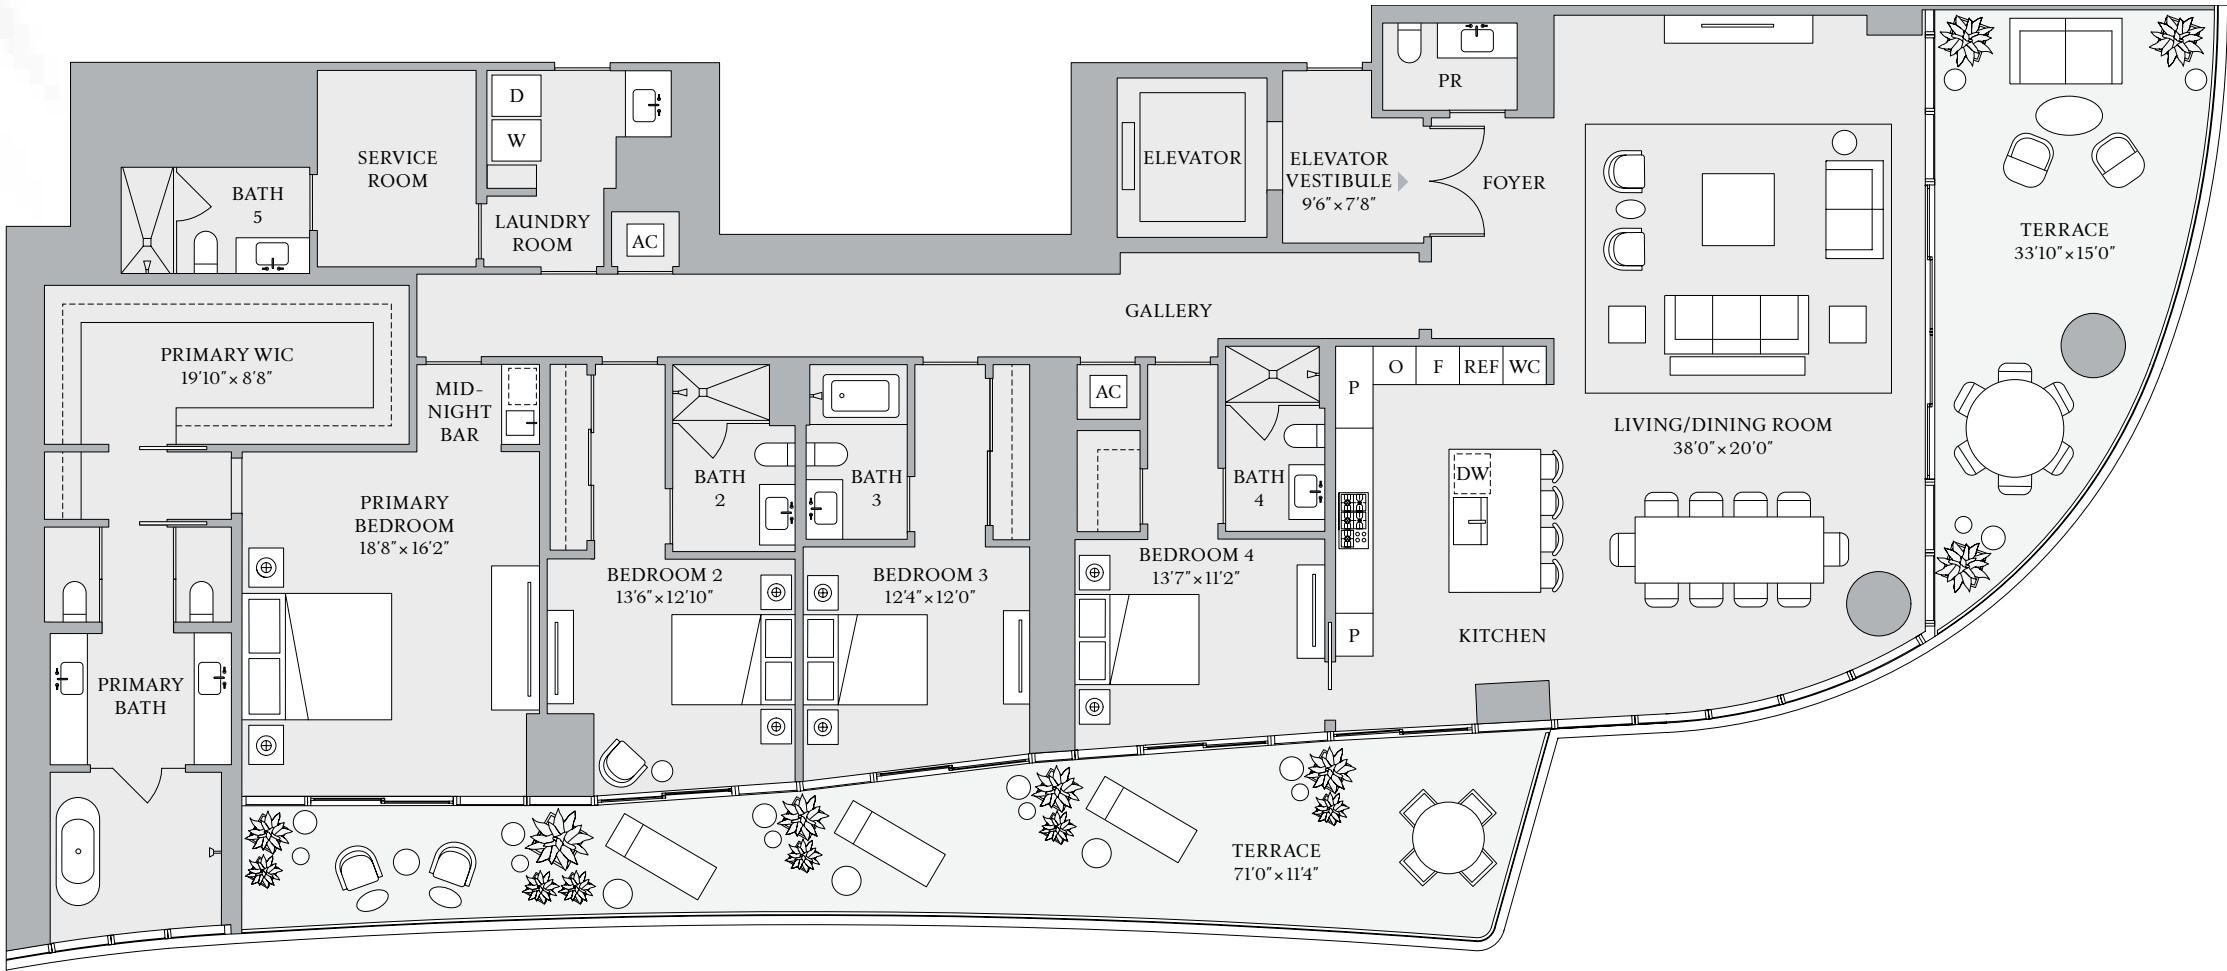 PR
D
W
SERVICE
ROOM
BATH
5
LAUNDRY
ROOM
AC
ELEVATOR
ELEVATOR
VESTIBULE
9'6"×7'8"
FOYER
TERRACE
33'10"×15'0"
GALLERY
PRIMARY WIC
19'10"×8'8"
MID-
NIGHT
BAR
AC
P
O
F
REF
WC
LIVING/DINING ROOM
38'0"×20'0"
PRIMARY
BEDROOM
18'8"×16'2"
BATH
2
BATH
3
BATH
4
DW
BEDROOM 2
13'6"×12'10"
BEDROOM 3
12'4"×12'0"
BEDROOM 4
13'7"×11'2"
P
KITCHEN
PRIMARY
BATH
TERRACE
71'0"×11'4"